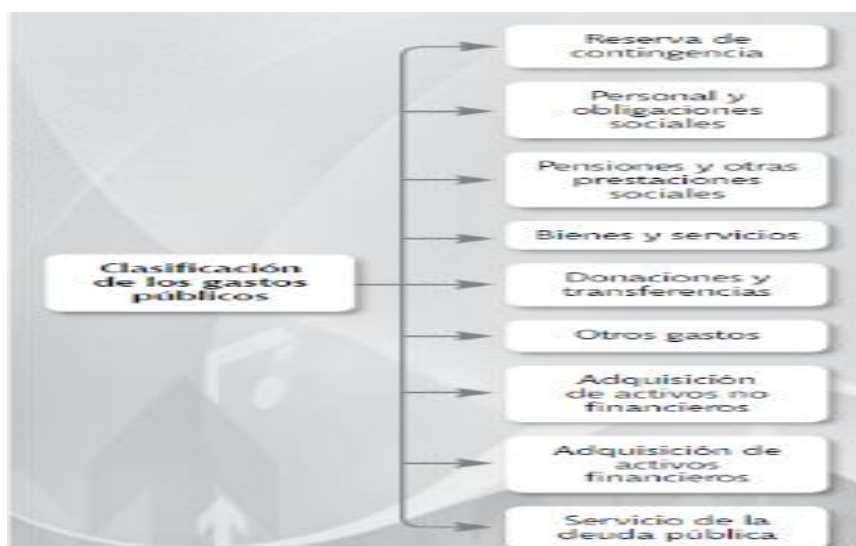 Reserva de
contingencia
Personal y
obligaciones
sociales
Pensiones y otras
prestaciones
sociales
Bienes y servicios
Clasificación
de los gastos
públicos
Donaciones y
transferencias
Otros gastos
Adquisición
de activos no
financieros
Adquisición de
activos
financieros
Servicio de la
deuda pública